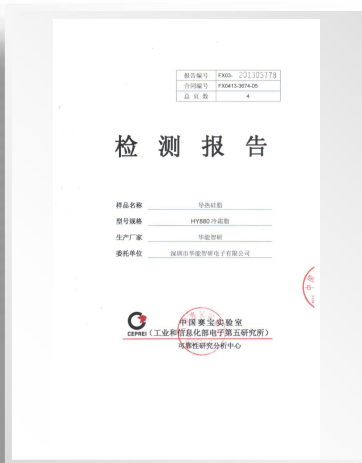 报告编号 FX03- 201305779
合同编号 FX0413-3674-05
总 页 数 4
检 测 报 告
样品名称 导热硅脂
型号规格 HY880 冷霜脂
生产厂家 华能智研
委托单位 深圳市华能智研电子有限公司
中国赛宝实验室
CEPREI (工业和信息化部电子第五研究所)
可靠性研究分析中心